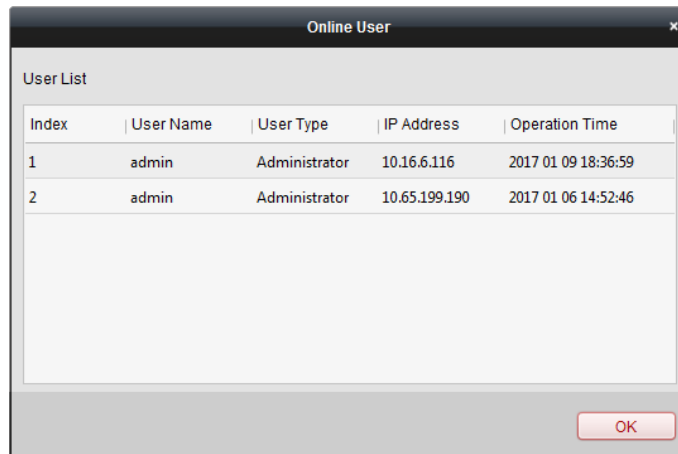 Online User ×
User List
Index User Name User Type IP Address Operation Time
1 admin Administrator 10.16.6.116 2017 01 09 18:36:59
2 admin Administrator 10.65.199.190 2017 01 06 14:52:46
OK